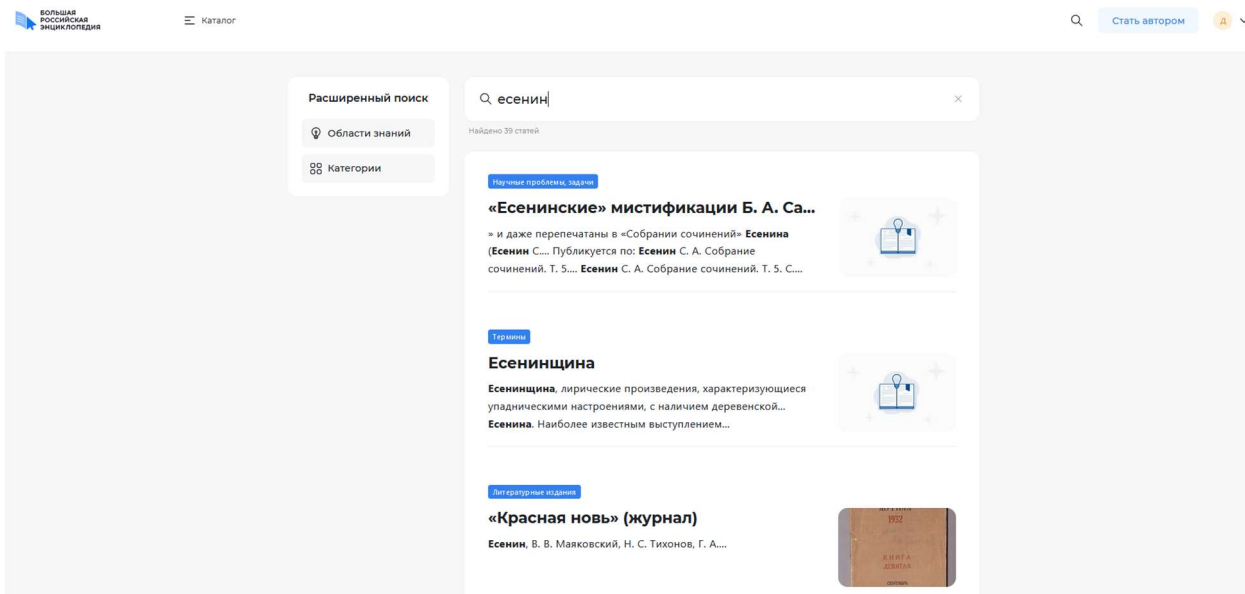 БОЛЬШАЯ
РОССИЙСКАЯ
ЭНЦИКЛОПЕДИЯ
Каталог
Стать автором
Д
Расширенный поиск
Области знаний
Категории
есенин
Найдено 39 статей
Научные проблемы, задачи
«Есенинские» мистификации Б. А. Са...
» и даже перепечатаны в «Собрании сочинений» Есенина
(Есенин С.... Публикуется по: Есенин С. А. Собрание
сочинений. Т. 5.... Есенин С. А. Собрание сочинений. Т. 5. С....
Термины
Есенинщина
Есенинщина, лирические произведения, характеризующиеся
упадническими настроениями, с наличием деревенской...
Есенина. Наиболее известным выступлением...
Литературные издания
«Красная новь» (журнал)
Есенин, В. В. Маяковский, Н. С. Тихонов, Г. А....
1932
КНИГА
ДЕВЯТАЯ
СЕНТЯБРЬ